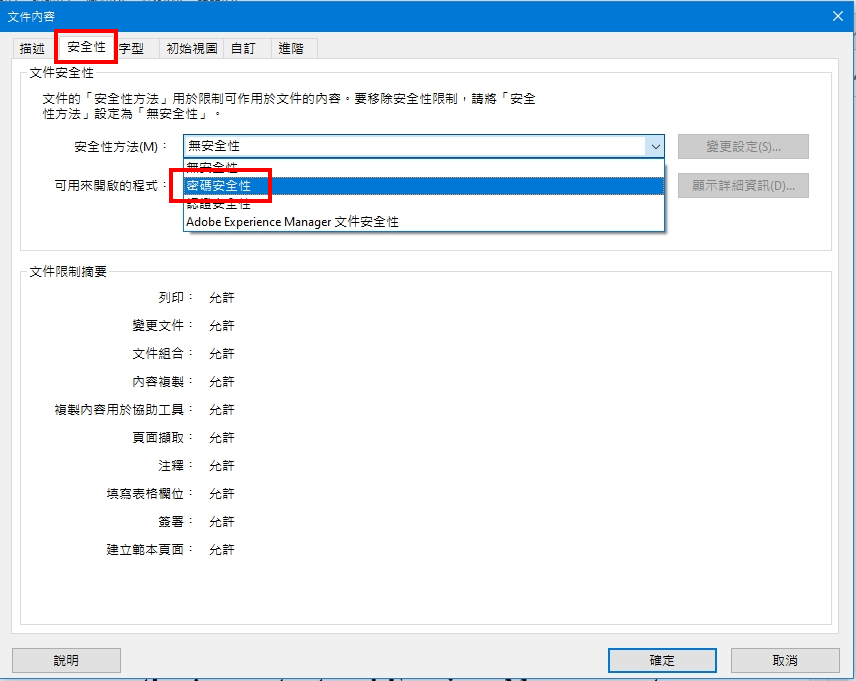 文件內容
描述 安全性 字型 初始視圖 自訂 進階
文件安全性
文件的「安全性方法」用於限制可作用於文件的內容。要移除安全性限制，請將「安全
性方法」設定為「無安全性」。
安全性方法(M)： 無安全性 變更設定(S)...
無安全性
可用來開啟的程式： 密碼安全性 顯示詳細資訊(D)...
認證安全性
Adobe Experience Manager 文件安全性
文件限制摘要
列印： 允許
變更文件： 允許
文件組合： 允許
內容複製： 允許
複製內容用於協助工具： 允許
頁面擷取： 允許
注釋： 允許
填寫表格欄位： 允許
簽署： 允許
建立範本頁面： 允許
說明 確定 取消